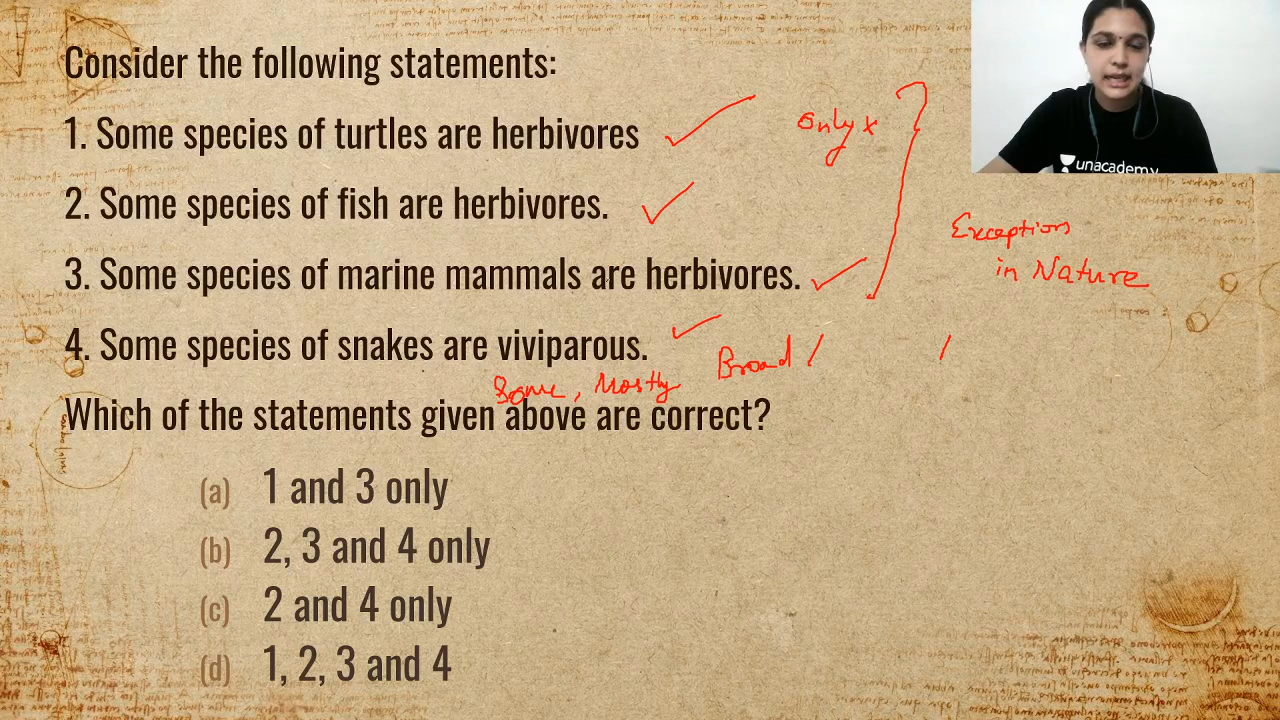 Consider the following statements:
1. Some species of turtles are herbivores
only x
unacademy
2. Some species of fish are herbivores.
Exceptions
in Nature
3. Some species of marine mammals are herbivores.
4. Some species of snakes are viviparous.
Broad /
Some, Mostly
Which of the statements given above are correct?
(a) 1 and 3 only
(b) 2, 3 and 4 only
(c) 2 and 4 only
(d) 1, 2, 3 and 4